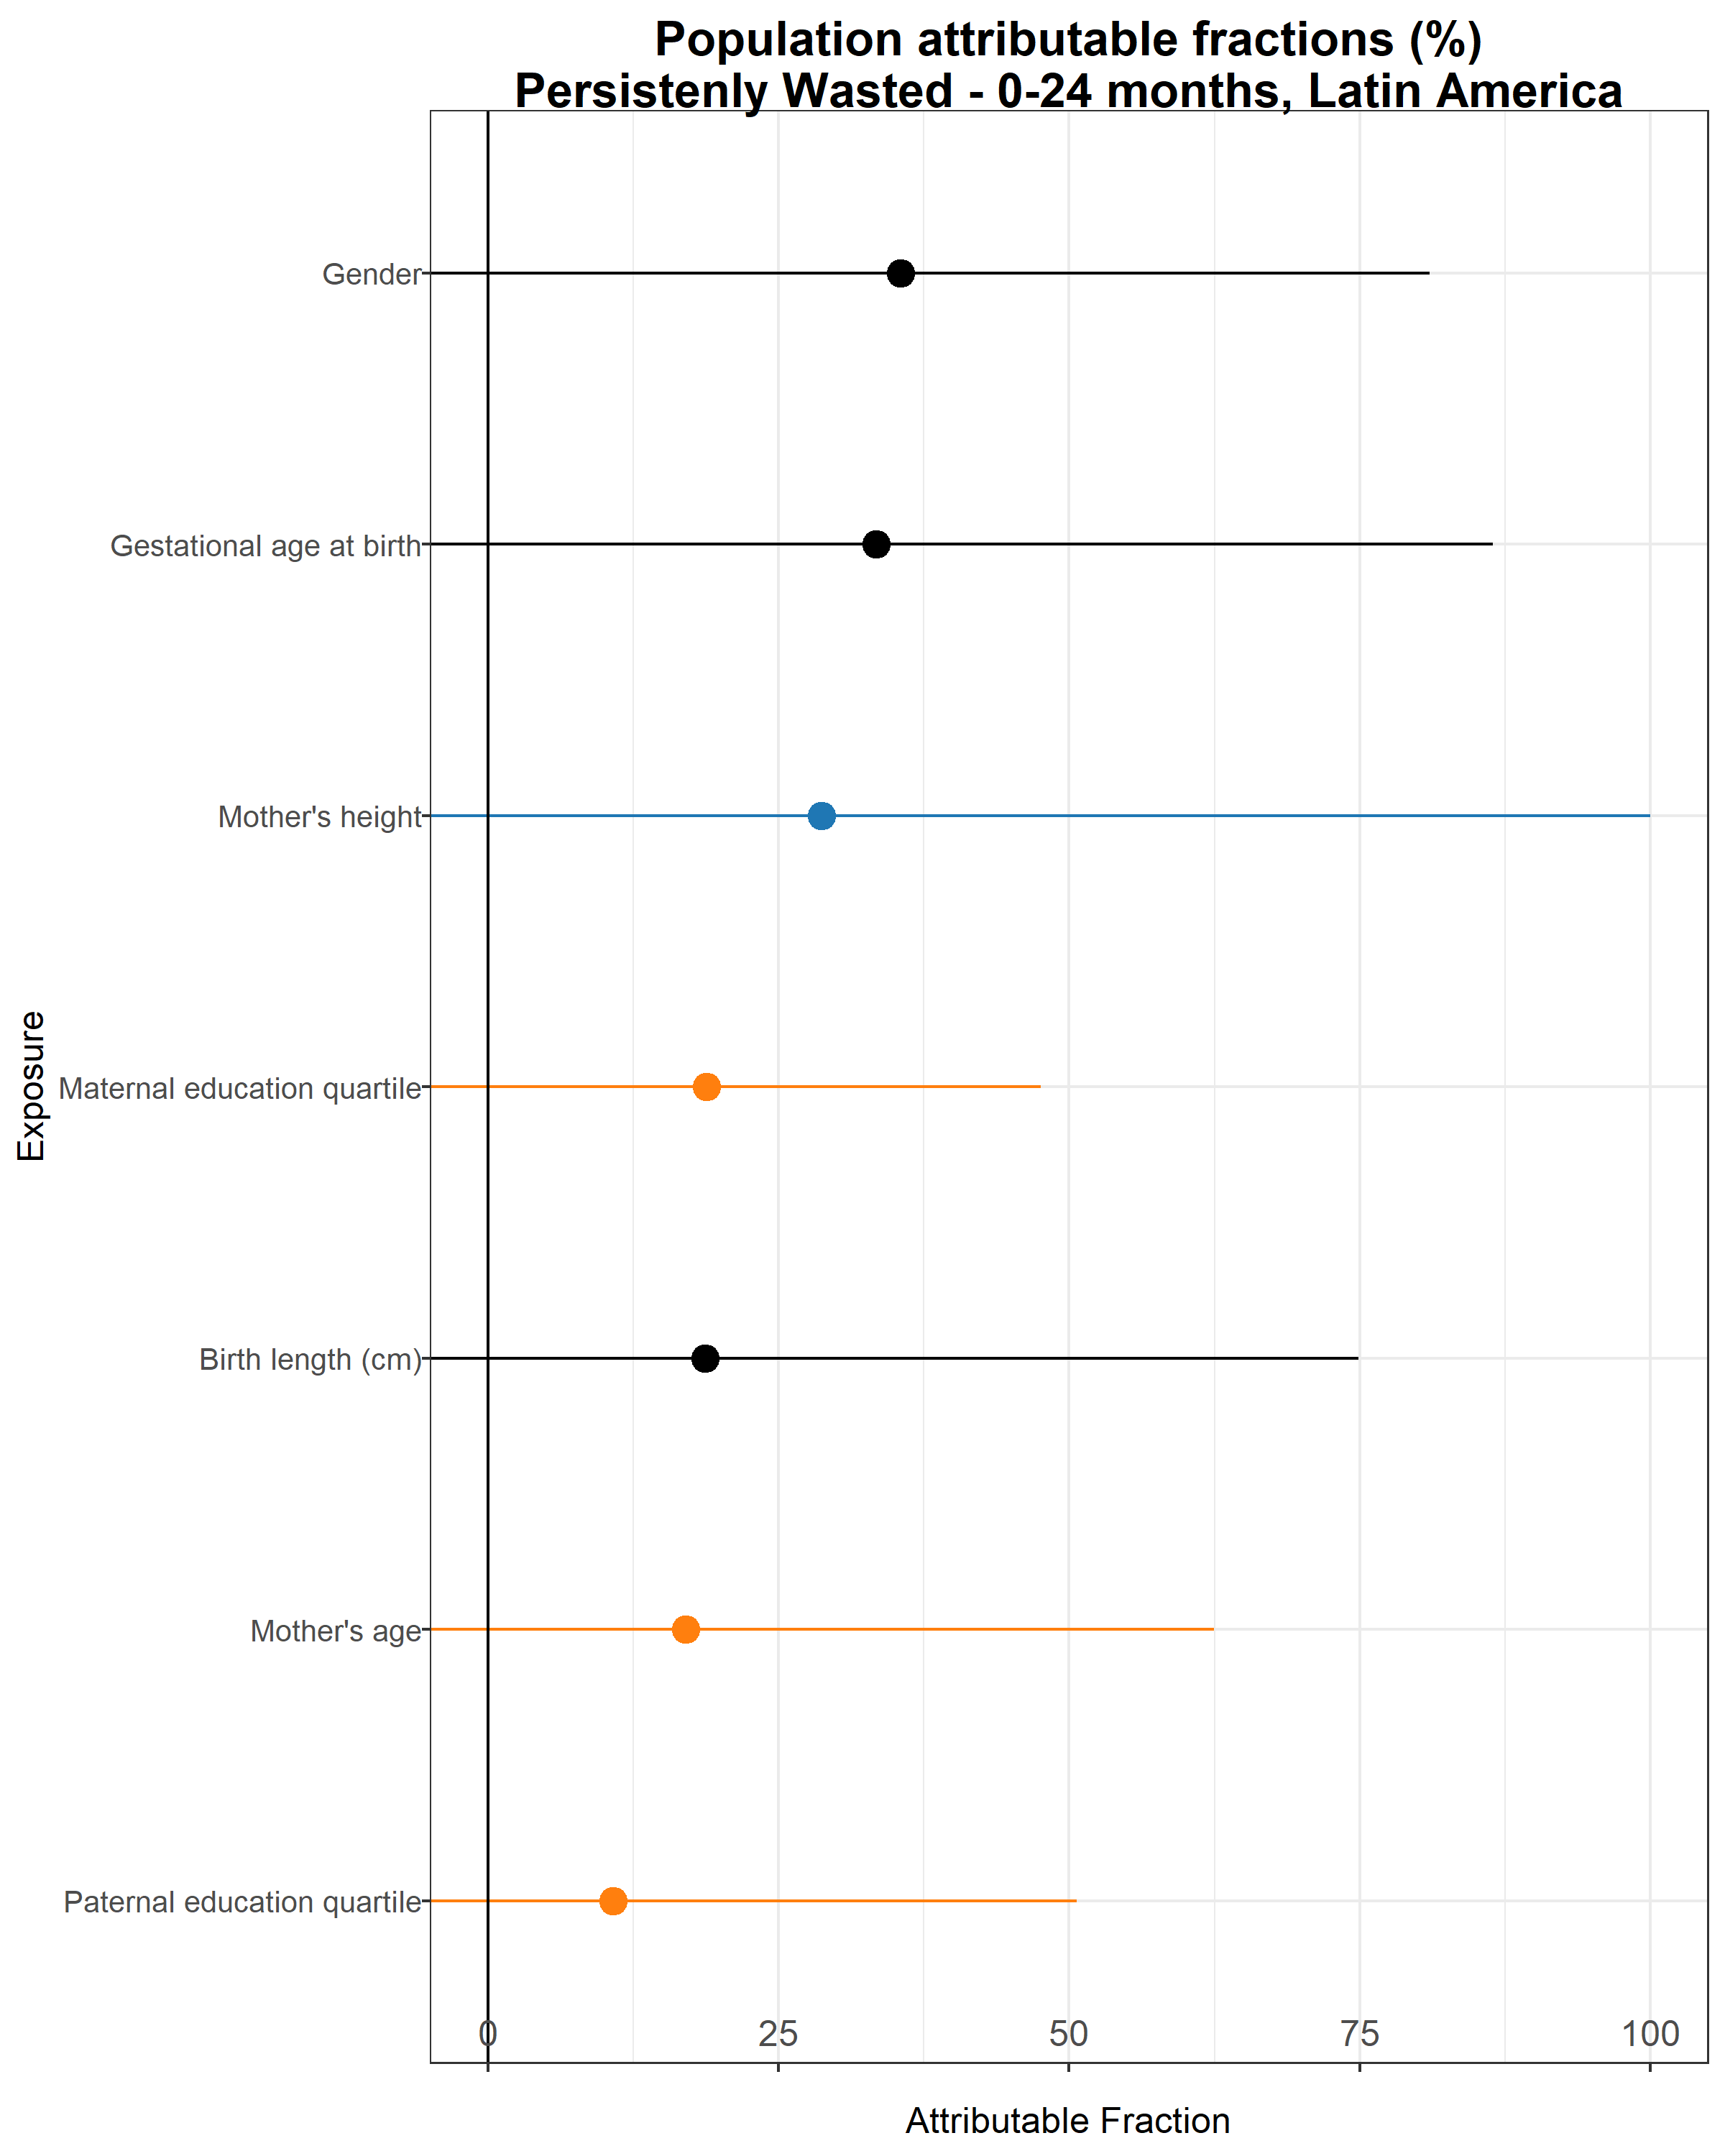 Population attributable fractions (%)
Persistenly Wasted - 0-24 months, Latin America
Gender
Gestational age at birth
Mother's height
Maternal education quartile
Birth length (cm)
Mother's age
Paternal education quartile
Exposure
0 25 50 75 100
Attributable Fraction